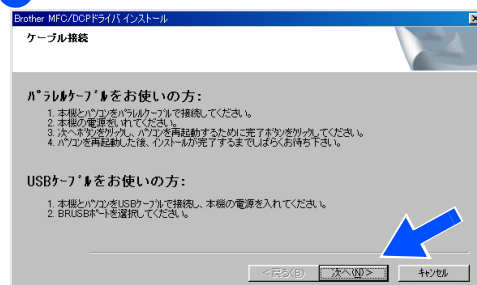 Brother MFC/DCPドライバ インストール
ケーブル接続
パラレルケーブルをお使いの方:
1. 本機とパソコンをパラレルケーブルで接続してください。
2. 本機の電源をいれてください。
3. 次へボタンをクリックし、パソコンを再起動するために完了ボタンをクリックしてください。
4. パソコンを再起動した後、インストールが完了するまでしばらくお待ち下さい。
USBケーブルをお使いの方:
1. 本機とパソコンをUSBケーブルで接続し、本機の電源を入れてください。
2. BRUSBポートを選択してください。
<戻る(B) 次へ(N)> キャンセル